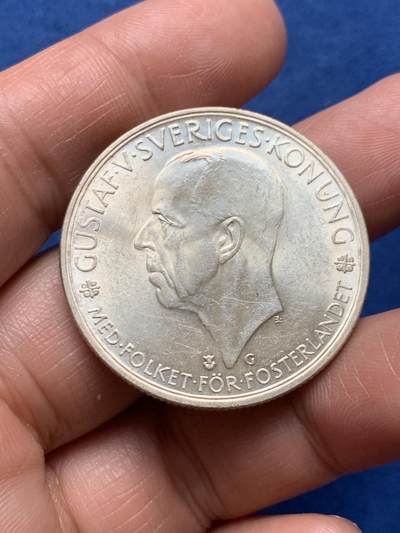 GUSTAF·V·SVERIGES·KONUNG
MED·FOLKET·FÖR·FOSTERLANDET
G